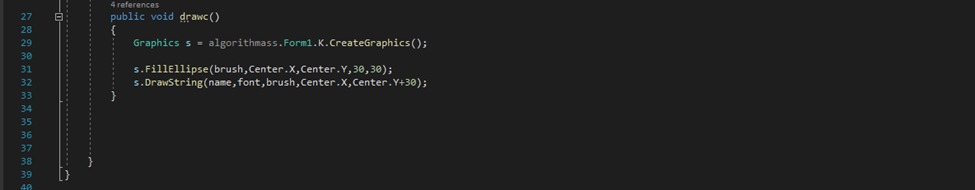 4 references
27 public void drawc()
28 {
29 Graphics s = algorithmass.Form1.K.CreateGraphics();
30
31 s.FillEllipse(brush,Center.X,Center.Y,30,30);
32 s.DrawString(name,font,brush,Center.X,Center.Y+30);
33 }
34
35
36
37
38 }
39 }
40